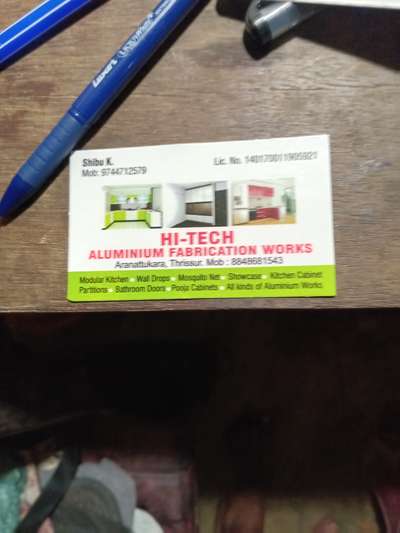 Shibu K.
Mob: 9744712579
Lic. No. 140170011905921
HI-TECH
ALUMINIUM FABRICATION WORKS
Aranattukara, Thrissur. Mob : 8848681543
Modular Kitchen • Wall Drops • Mosquito Net • Showcase • Kitchen Cabinet
Partitions • Bathroom Doors • Pooja Cabinets • All kinds of Aluminium Works